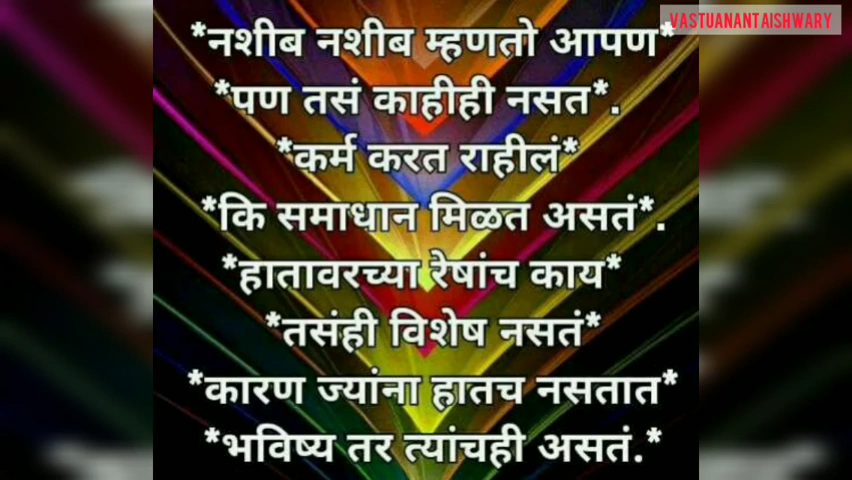 VASTUANANTAISHWARY
*नशीब नशीब म्हणतो आपण*
*पण तसं काहीही नसत*.
*कर्म करत राहीलं*
*कि समाधान मिळत असतं*.
*हातावरच्या रेषांच काय*
*तसंही विशेष नसतं*
*कारण ज्यांना हातच नसतात*
*भविष्य तर त्यांचही असतं.*